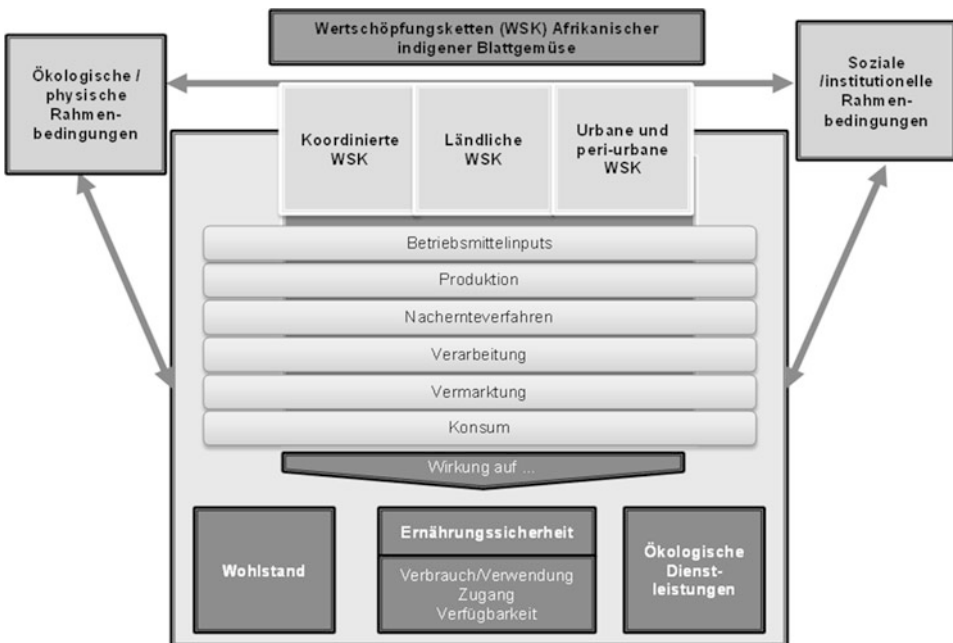 Wertschöpfungsketten (WSK) Afrikanischer
indigener Blattgemüse
Ökologische /
physische
Rahmen-
bedingungen
Soziale
/institutionelle
Rahmen-
bedingungen
Koordinierte
WSK
Ländliche
WSK
Urbane und
peri-urbane
WSK
Betriebsmittelinputs
Produktion
Nachernteverfahren
Verarbeitung
Vermarktung
Konsum
Wirkung auf ...
Wohlstand
Ernährungssicherheit
Verbrauch/Verwendung
Zugang
Verfügbarkeit
Ökologische
Dienst-
leistungen